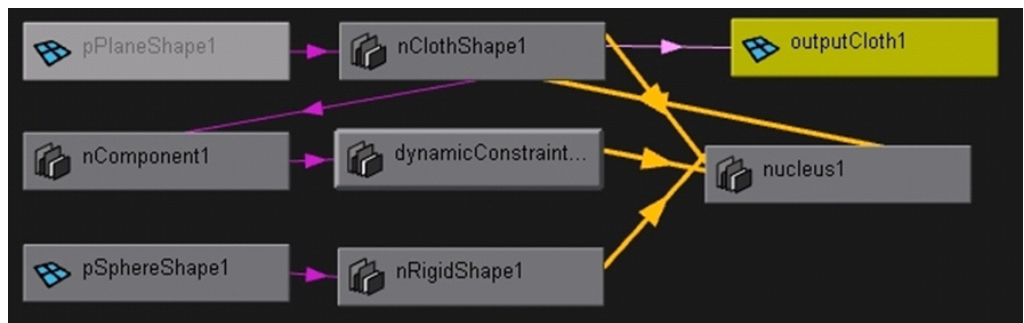 pPlaneShape1
nClothShape1
outputCloth1
nComponent1
dynamicConstraint...
nucleus1
pSphereShape1
nRigidShape1